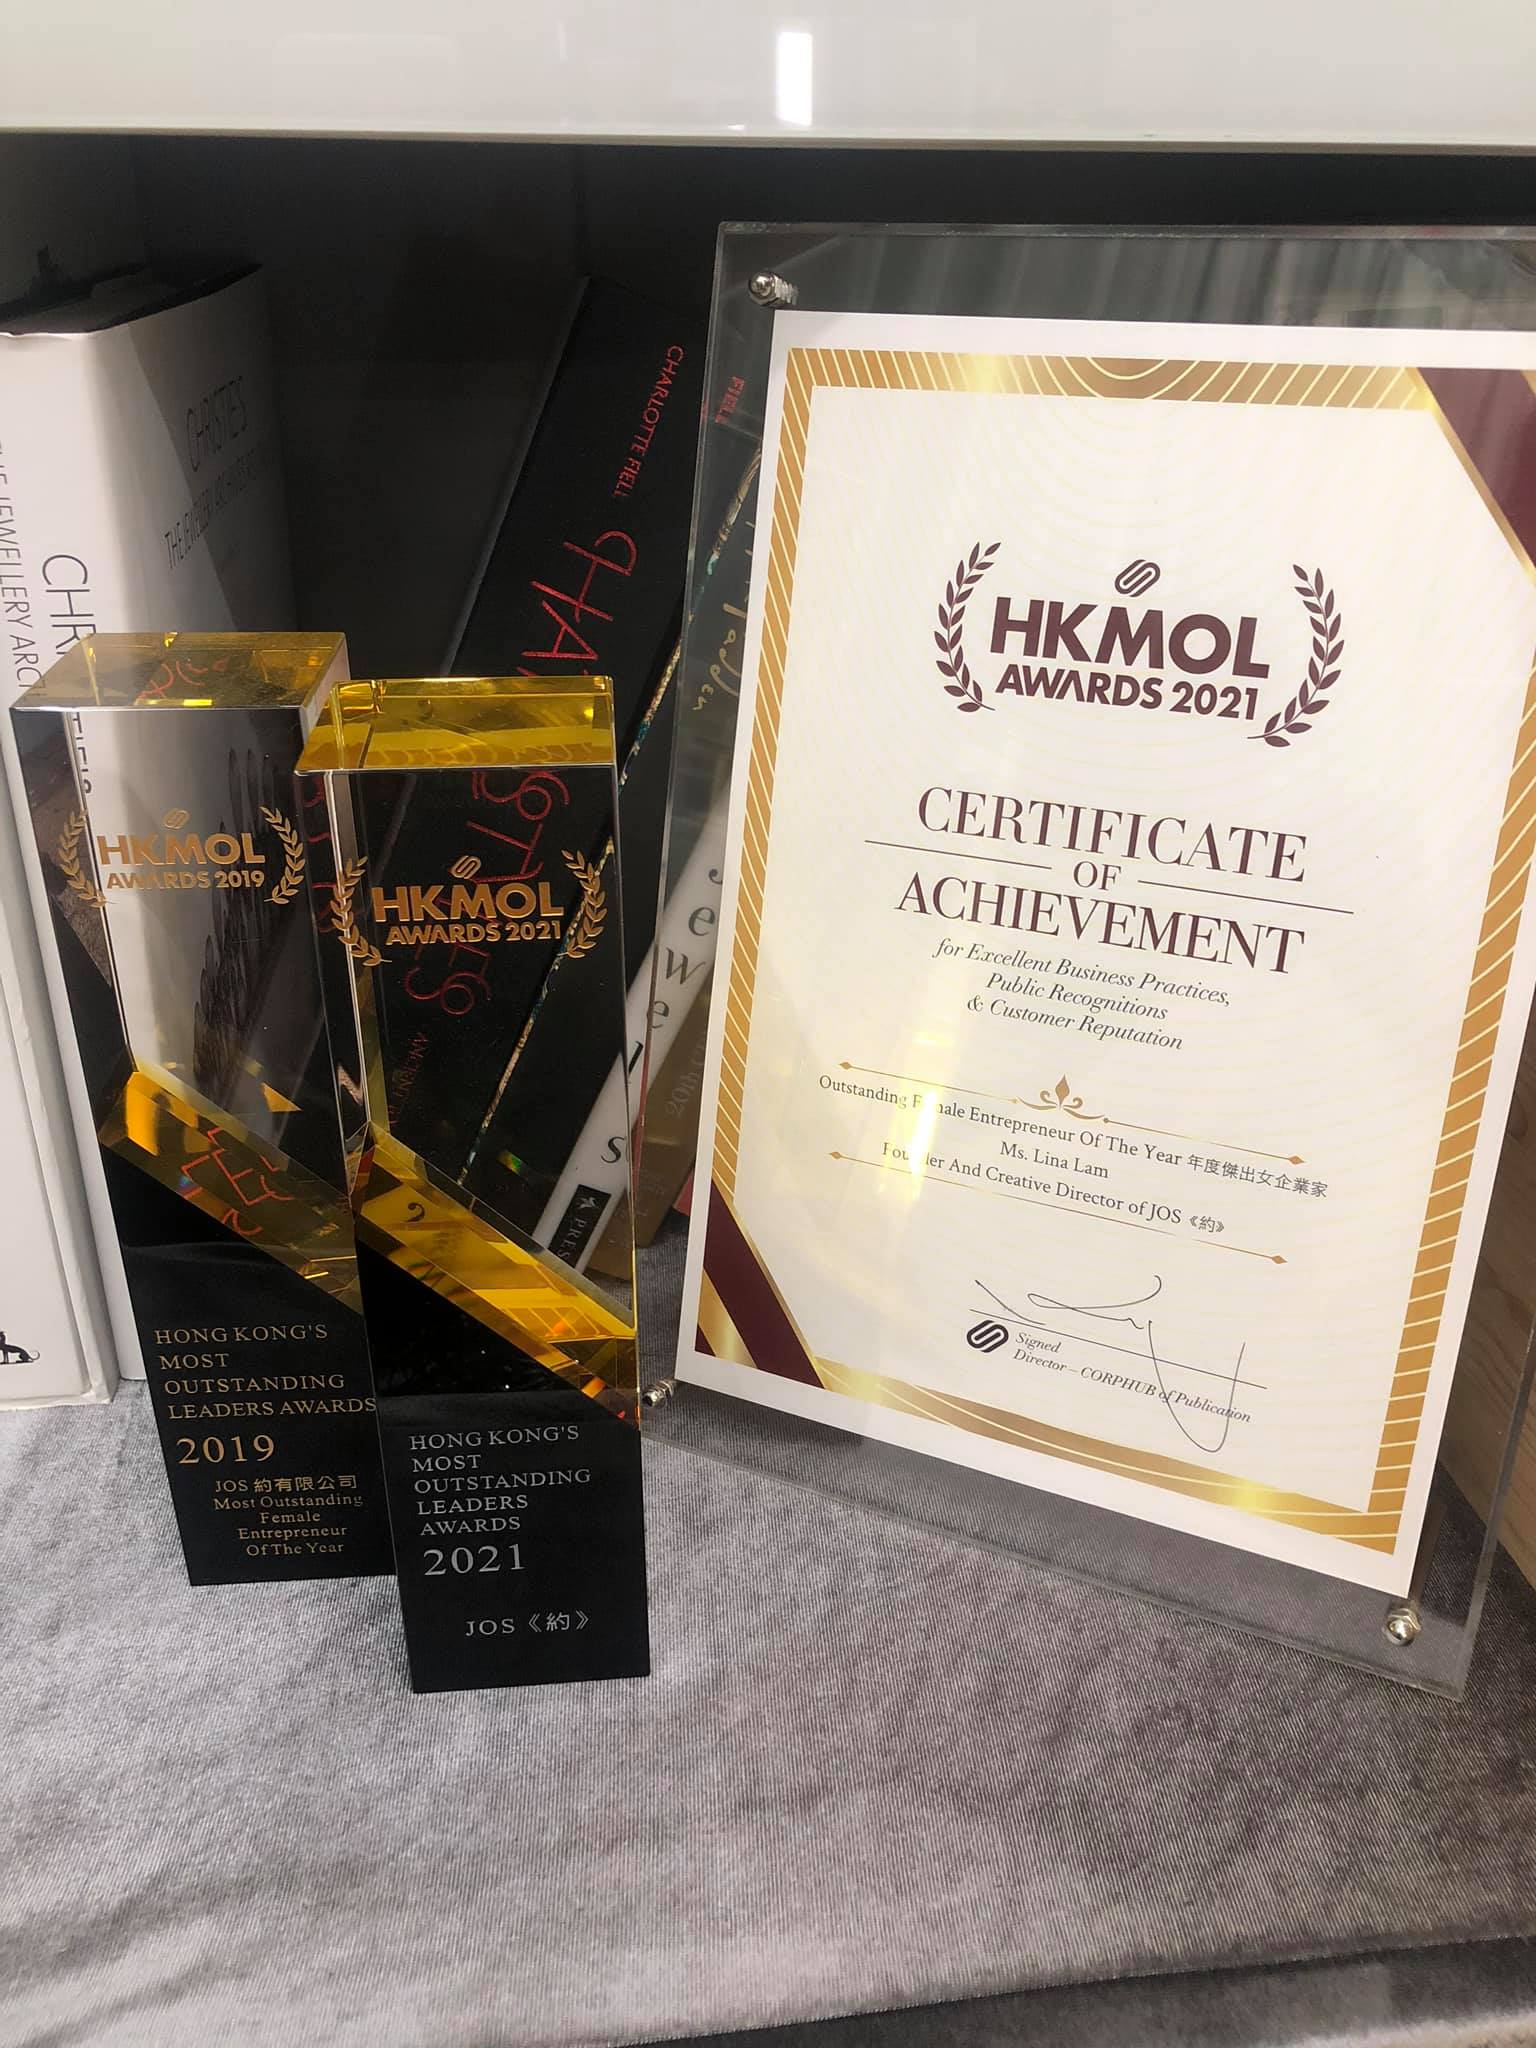 CHRISTIE'S
THE JEWELLERY ARCHIVES
CHARLOTTE FIELL
FIELL
HKMOL
AWARDS 2019
HONG KONG'S
MOST
OUTSTANDING
LEADERS AWARDS
2019
JOS 約有限公司
Most Outstanding
Female
Entrepreneur
Of The Year
HKMOL
AWARDS 2021
HONG KONG'S
MOST
OUTSTANDING
LEADERS
AWARDS
2021
JOS《約》
HKMOL
AWARDS 2021
CERTIFICATE
OF
ACHIEVEMENT
for Excellent Business Practices,
Public Recognitions
& Customer Reputation
Outstanding Female Entrepreneur Of The Year 年度傑出女企業家
Ms. Lina Lam
Founder And Creative Director of JOS《約》
Signed
Director – CORPHUB of Publication